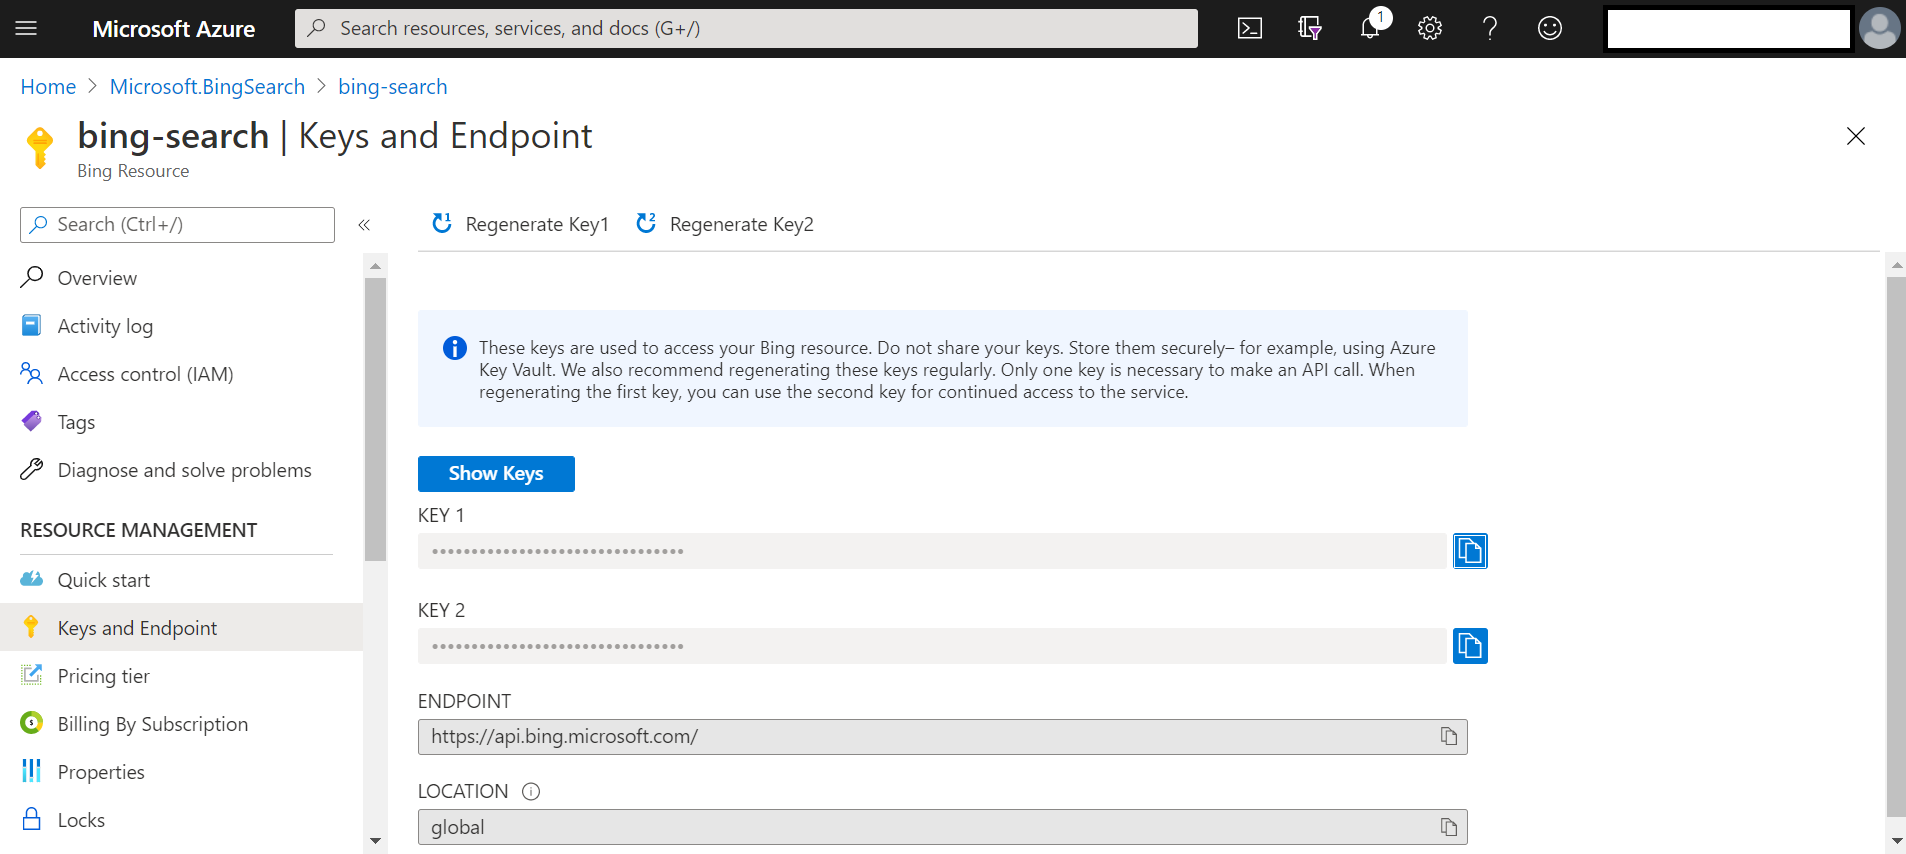 Microsoft Azure
Search resources, services, and docs (G+/)
1
Home > Microsoft.BingSearch > bing-search
bing-search | Keys and Endpoint
Bing Resource
Search (Ctrl+/)
«
Overview
Activity log
Access control (IAM)
Tags
Diagnose and solve problems
RESOURCE MANAGEMENT
Quick start
Keys and Endpoint
Pricing tier
Billing By Subscription
Properties
Locks
1 Regenerate Key1 2 Regenerate Key2
These keys are used to access your Bing resource. Do not share your keys. Store them securely– for example, using Azure
Key Vault. We also recommend regenerating these keys regularly. Only one key is necessary to make an API call. When
regenerating the first key, you can use the second key for continued access to the service.
Show Keys
KEY 1
••••••••••••••••••••••••••••••••
KEY 2
••••••••••••••••••••••••••••••••
ENDPOINT
https://api.bing.microsoft.com/
LOCATION
global